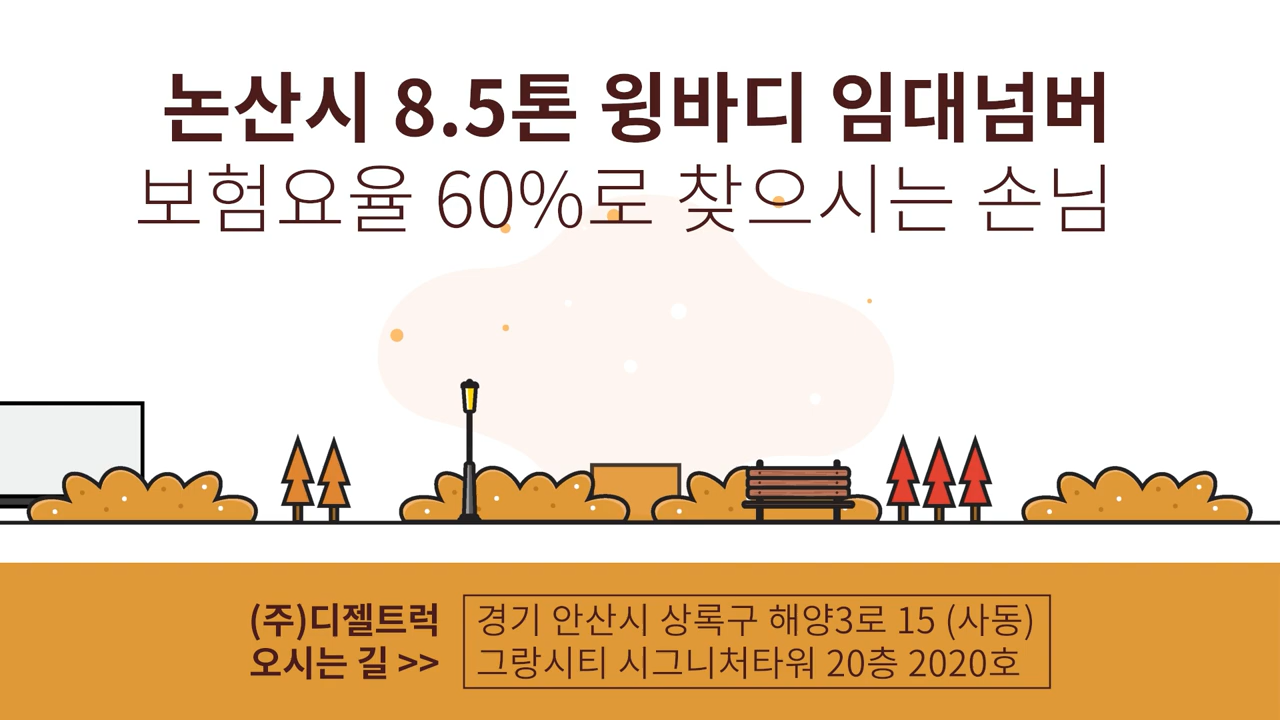 논산시 8.5톤 윙바디 임대넘버
보험요율 60%로 찾으시는 손님
(주)디젤트럭
오시는 길 >>
경기 안산시 상록구 해양3로 15 (사동)
그랑시티 시그니처타워 20층 2020호